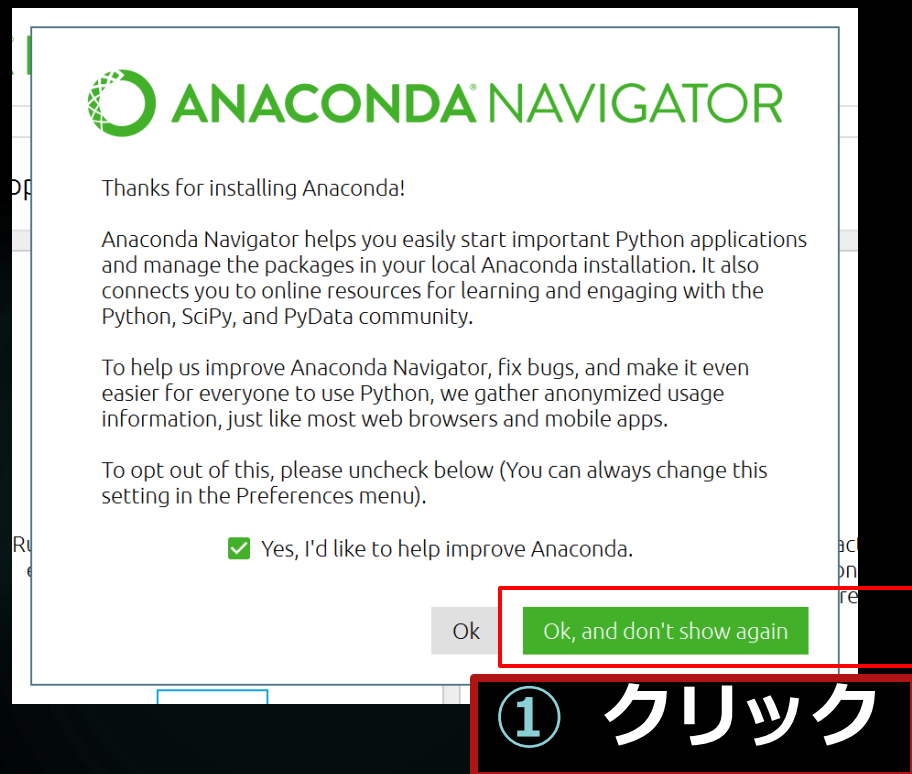 ANACONDA® NAVIGATOR
Thanks for installing Anaconda!
Anaconda Navigator helps you easily start important Python applications
and manage the packages in your local Anaconda installation. It also
connects you to online resources for learning and engaging with the
Python, SciPy, and PyData community.
To help us improve Anaconda Navigator, fix bugs, and make it even
easier for everyone to use Python, we gather anonymized usage
information, just like most web browsers and mobile apps.
To opt out of this, please uncheck below (You can always change this
setting in the Preferences menu).
Yes, I'd like to help improve Anaconda.
Ok
Ok, and don't show again
① クリック